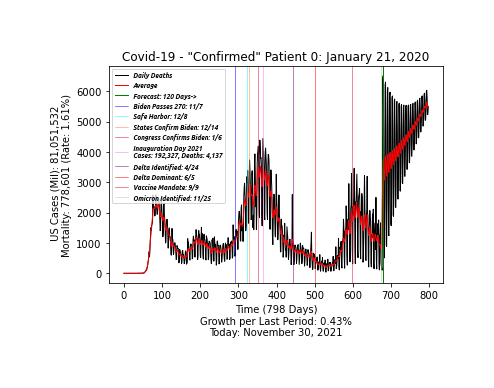 Covid-19 - "Confirmed" Patient 0: January 21, 2020
US Cases (Mil): 81,051,532
Mortality: 778,601 (Rate: 1.61%)
6000
5000
4000
3000
2000
1000
0
Daily Deaths
Average
Forecast: 120 Days->
Biden Passes 270: 11/7
Safe Harbor: 12/8
States Confirm Biden: 12/14
Congress Confirms Biden: 1/6
Inauguration Day 2021
Cases: 192,327, Deaths: 4,137
Delta Identified: 4/24
Delta Dominant: 6/5
Vaccine Mandate: 9/9
Omicron Identified: 11/25
0 100 200 300 400 500 600 700 800
Time (798 Days)
Growth per Last Period: 0.43%
Today: November 30, 2021